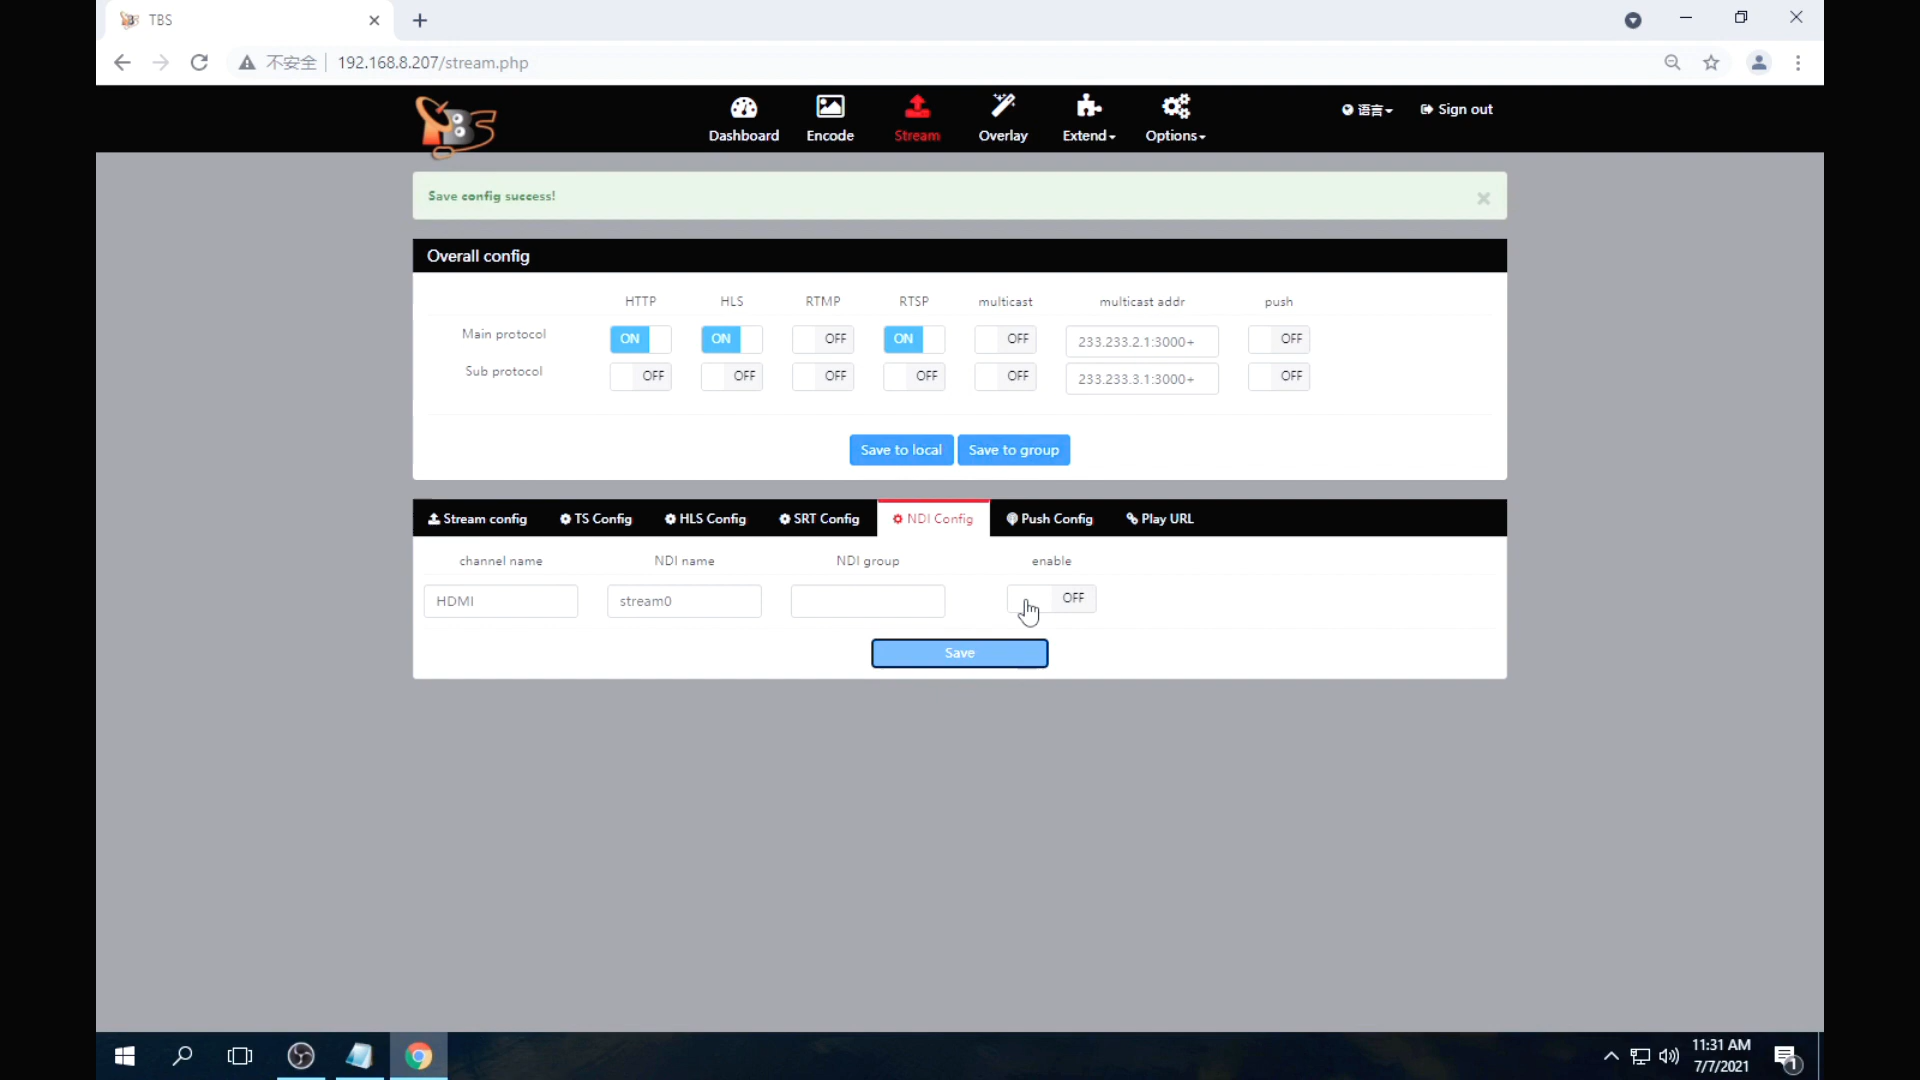 TBS
不安全 192.168.8.207/stream.php
TBS
Dashboard Encode Stream Overlay Extend Options
语言 Sign out
Save config success!
Overall config
HTTP HLS RTMP RTSP multicast multicast addr push
Main protocol ON ON OFF ON OFF 233.233.2.1:3000+ OFF
Sub protocol OFF OFF OFF OFF OFF 233.233.3.1:3000+ OFF
Save to local Save to group
Stream config TS Config HLS Config SRT Config NDI Config Push Config Play URL
channel name NDI name NDI group enable
HDMI stream0 OFF
Save
11:31 AM
7/7/2021
1